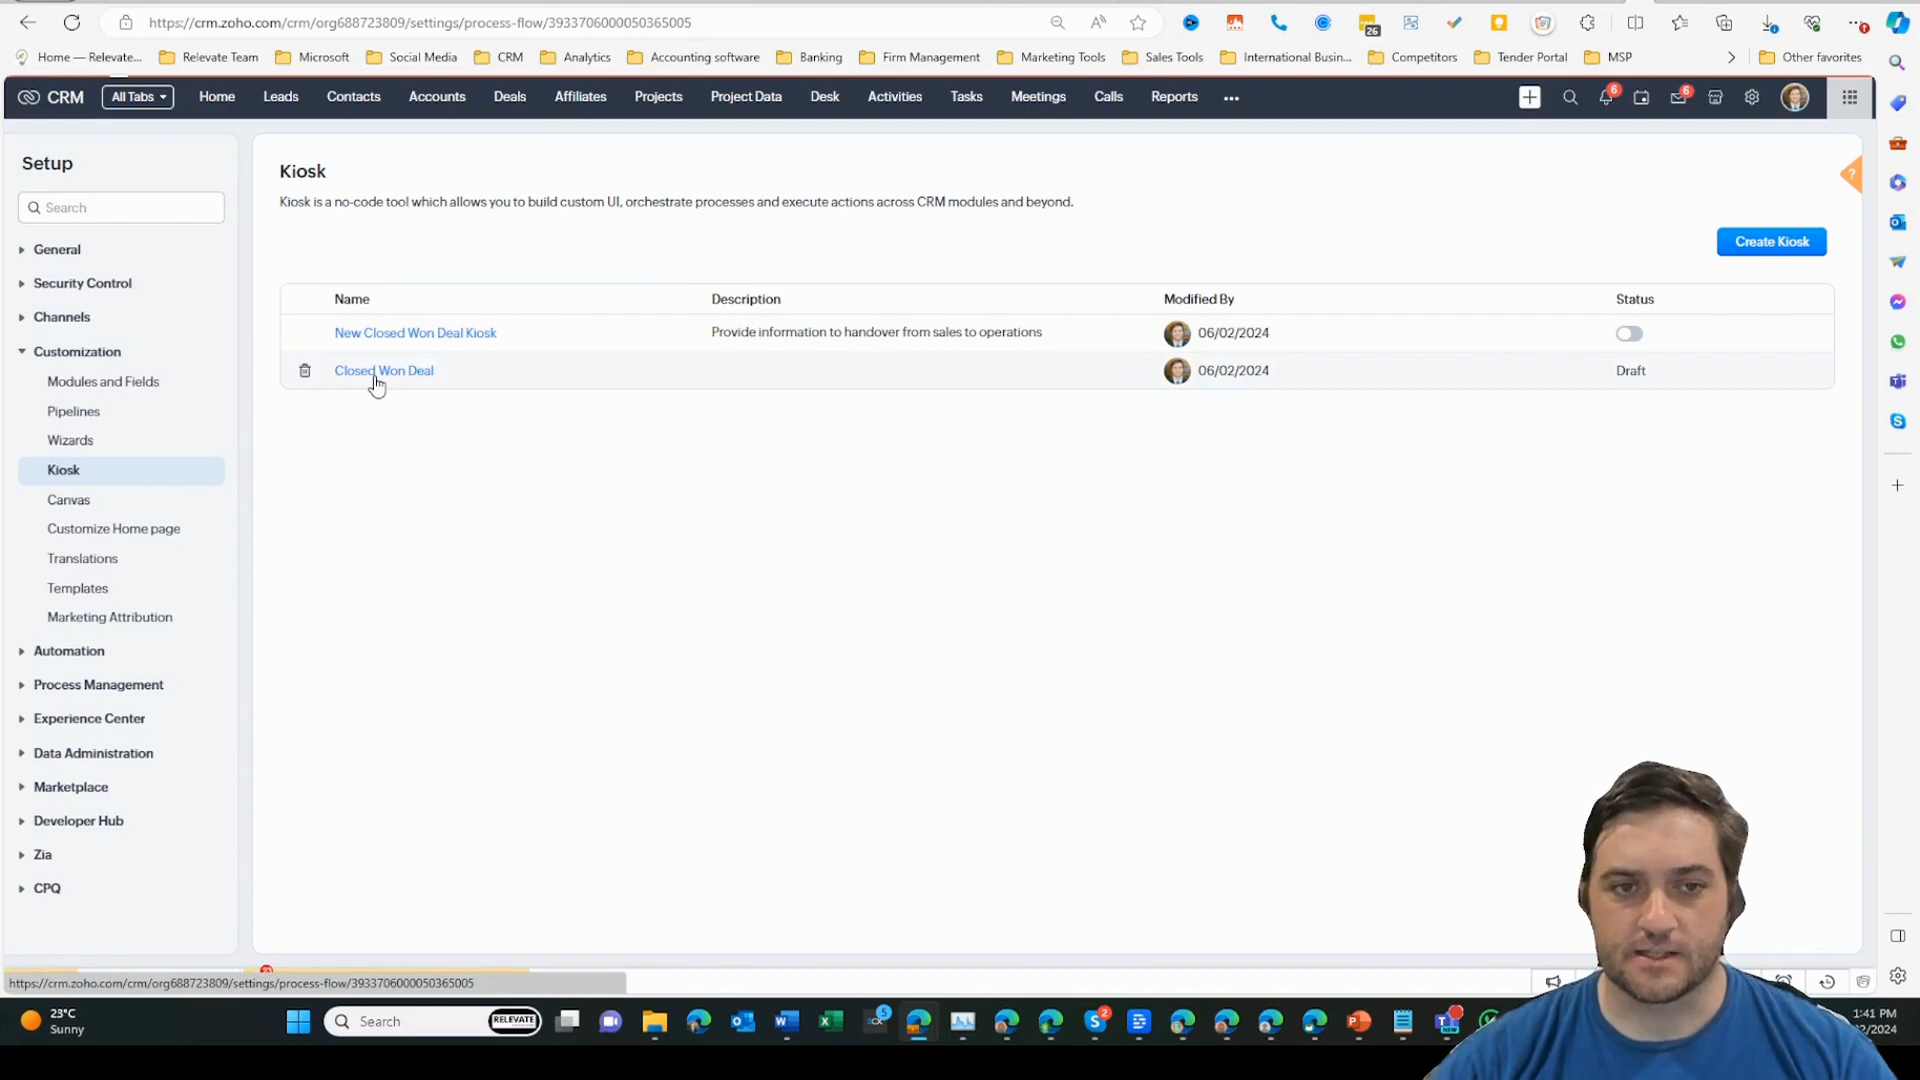 https://crm.zoho.com/crm/org688723809/settings/process-flow/3933706000050365005
26
Home — Relevate...
Relevate Team
Microsoft
Social Media
CRM
Analytics
Accounting software
Banking
Firm Management
Marketing Tools
Sales Tools
International Busin...
Competitors
Tender Portal
MSP
Other favorites
CRM
All Tabs
Home
Leads
Contacts
Accounts
Deals
Affiliates
Projects
Project Data
Desk
Activities
Tasks
Meetings
Calls
Reports
6
6
Setup
Search
General
Security Control
Channels
Customization
Modules and Fields
Pipelines
Wizards
Kiosk
Canvas
Customize Home page
Translations
Templates
Marketing Attribution
Automation
Process Management
Experience Center
Data Administration
Marketplace
Developer Hub
Zia
CPQ
Kiosk
Kiosk is a no-code tool which allows you to build custom UI, orchestrate processes and execute actions across CRM modules and beyond.
?
Create Kiosk
Name Description Modified By Status
New Closed Won Deal Kiosk Provide information to handover from sales to operations 06/02/2024
Closed Won Deal 06/02/2024 Draft
https://crm.zoho.com/crm/org688723809/settings/process-flow/3933706000050365005
23°C
Sunny
Search
RELEVATE
5
2
NEW
1:41 PM
2/2024